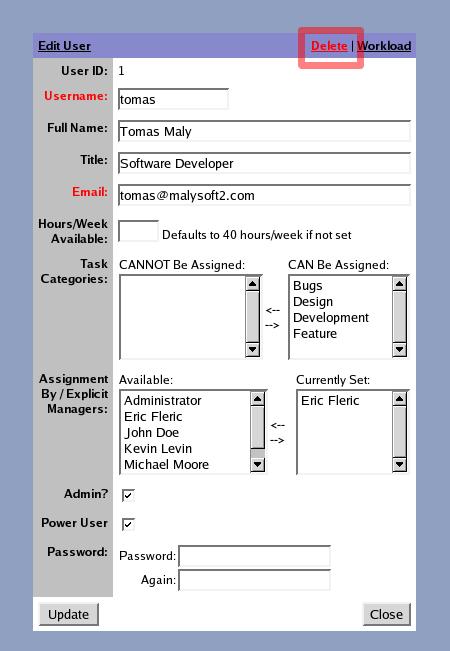 Edit User Delete | Workload
User ID: 1
Username: tomas
Full Name: Tomas Maly
Title: Software Developer
Email: tomas@malysoft2.com
Hours/Week
Available: Defaults to 40 hours/week if not set
Task
Categories:
CANNOT Be Assigned: CAN Be Assigned:
Bugs
Design
<-- Development
--> Feature
Assignment
By / Explicit
Managers:
Available: Currently Set:
Administrator Eric Fleric
Eric Fleric
<--
John Doe
-->
Kevin Levin
Michael Moore
Admin?
Power User
Password: Password:
Again:
Update Close